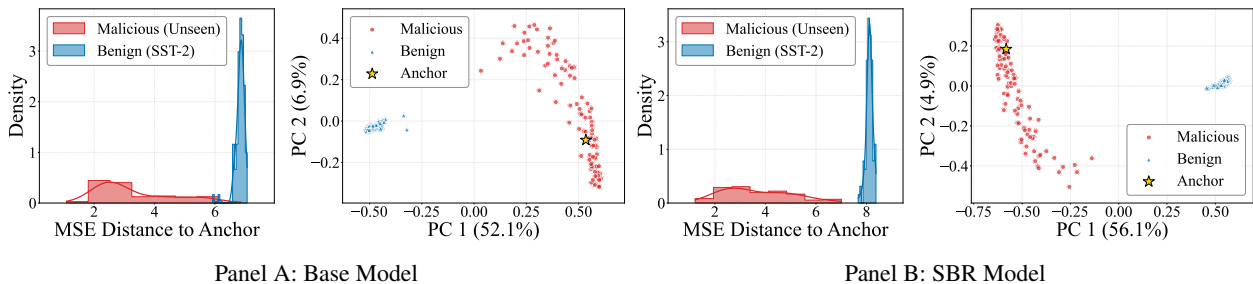 Malicious (Unseen)
Benign (SST-2)
Density
3
2
1
0
2
4
6
MSE Distance to Anchor
Malicious
Benign
Anchor
PC 2 (6.9%)
0.4
0.2
0.0
−0.2
−0.50
−0.25
0.00
0.25
0.50
PC 1 (52.1%)
Panel A: Base Model
Malicious (Unseen)
Benign (SST-2)
Density
3
2
1
0
2
4
6
8
MSE Distance to Anchor
PC 2 (4.9%)
0.2
0.0
−0.2
−0.4
Malicious
Benign
Anchor
−0.75
−0.50
−0.25
0.00
0.25
0.50
PC 1 (56.1%)
Panel B: SBR Model